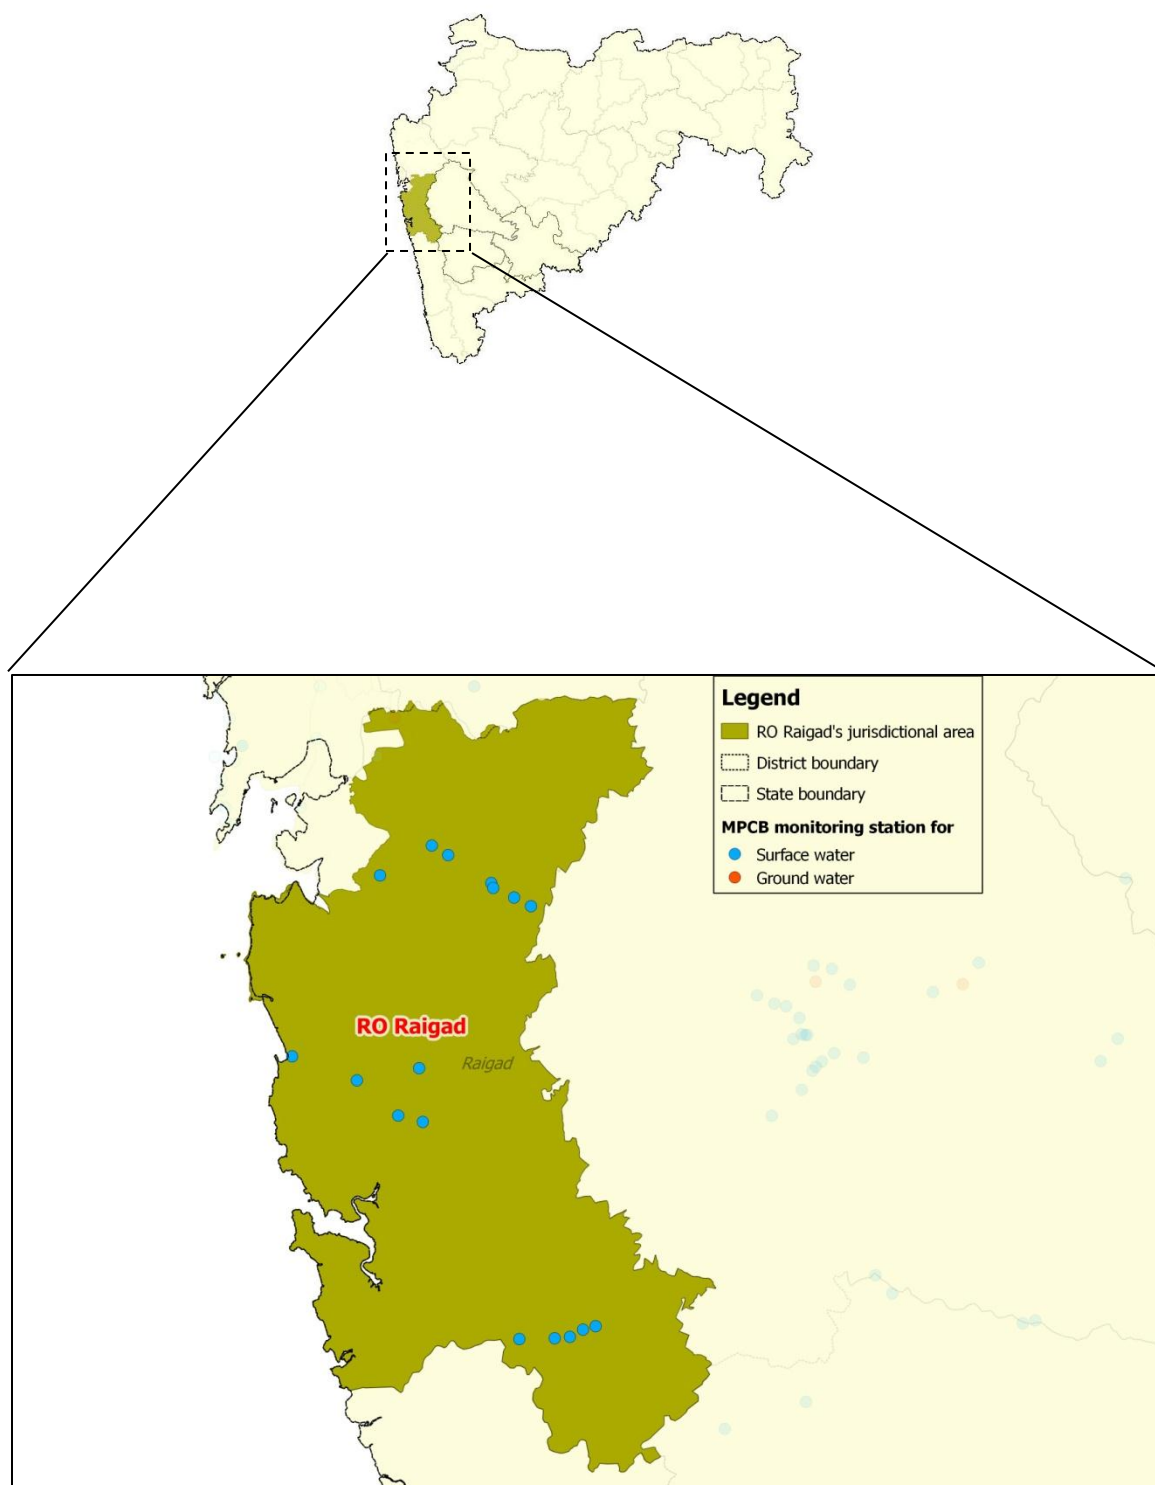 Legend
RO Raigad's jurisdictional area
District boundary
State boundary
MPCB monitoring station for
Surface water
Ground water
RO Raigad
Raigad